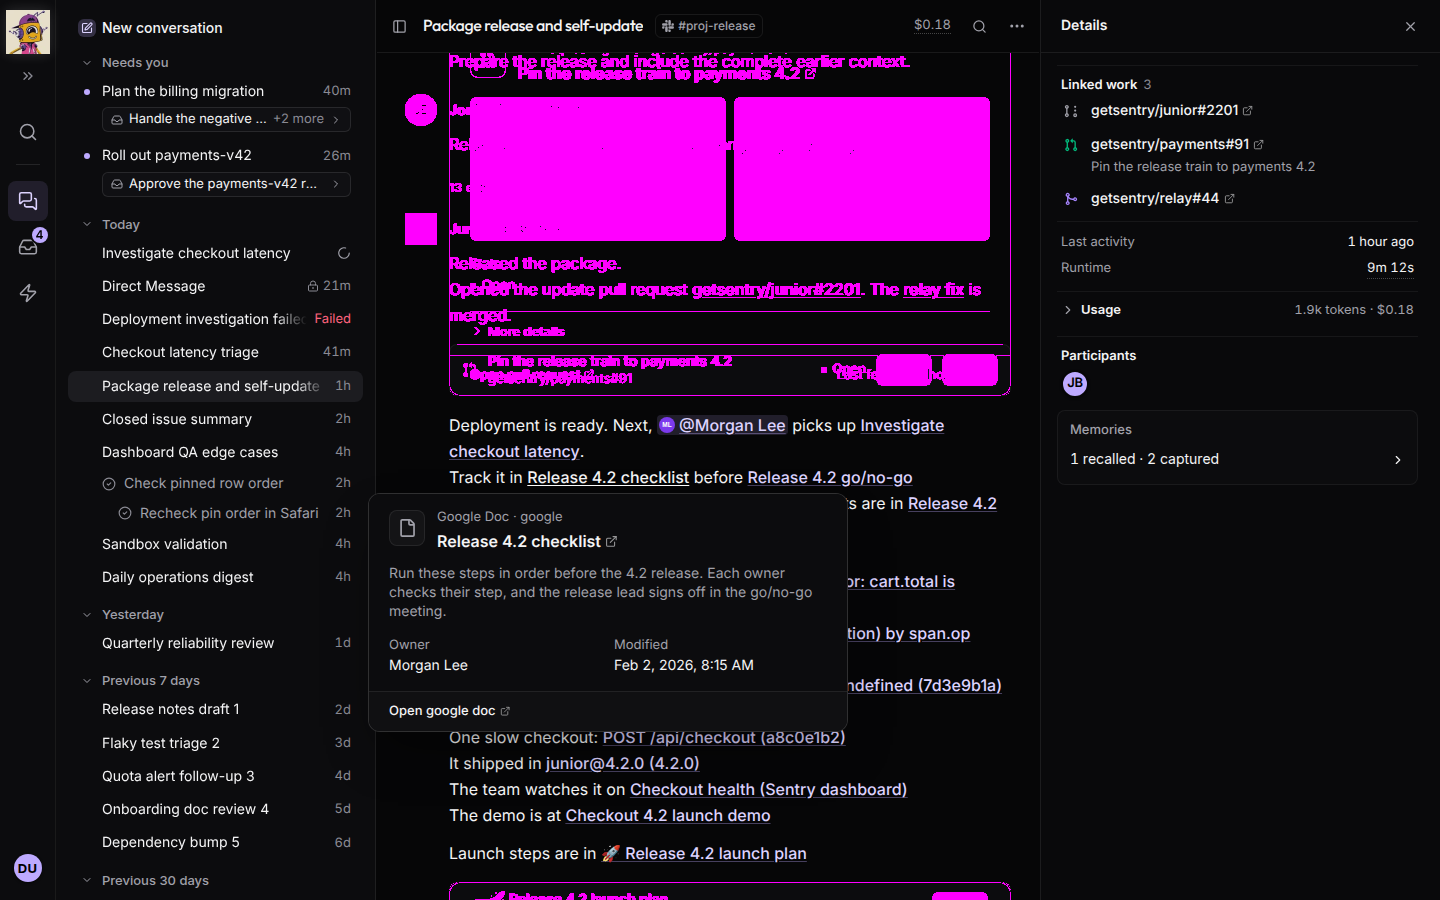 New conversation
Needs you
Plan the billing migration 40m
Handle the negative ... +2 more
Roll out payments-v42 26m
Approve the payments-v42 r...
Today
Investigate checkout latency
Direct Message 21m
Deployment investigation failed Failed
Checkout latency triage 41m
Package release and self-update 1h
Closed issue summary 2h
Dashboard QA edge cases 4h
Check pinned row order 2h
Recheck pin order in Safari 2h
Sandbox validation 4h
Daily operations digest 4h
Yesterday
Quarterly reliability review 1d
Previous 7 days
Release notes draft 1 2d
Flaky test triage 2 3d
Quota alert follow-up 3 4d
Onboarding doc review 4 5d
Dependency bump 5 6d
Previous 30 days
4
DU
Package release and self-update #proj-release $0.18
Prepare the release and include the complete earlier context.
Pin the release train to payments 4.2
Released the package.
Opened the update pull request getsentry/junior#2201. The relay fix is
merged.
More details
Pin the release train to payments 4.2
getsentry/payments#91
Open
Deployment is ready. Next, ML @Morgan Lee picks up Investigate
checkout latency.
Track it in Release 4.2 checklist before Release 4.2 go/no-go
s are in Release 4.2
or: cart.total is
tion) by span.op
ndefined (7d3e9b1a)
Google Doc · google
Release 4.2 checklist
Run these steps in order before the 4.2 release. Each owner
checks their step, and the release lead signs off in the go/no-go
meeting.
Owner Modified
Morgan Lee Feb 2, 2026, 8:15 AM
Open google doc
One slow checkout: POST /api/checkout (a8c0e1b2)
It shipped in junior@4.2.0 (4.2.0)
The team watches it on Checkout health (Sentry dashboard)
The demo is at Checkout 4.2 launch demo
Launch steps are in 🚀 Release 4.2 launch plan
Release 4.2 launch plan
Details
Linked work 3
getsentry/junior#2201
getsentry/payments#91
Pin the release train to payments 4.2
getsentry/relay#44
Last activity 1 hour ago
Runtime 9m 12s
Usage 1.9k tokens · $0.18
Participants
JB
Memories
1 recalled · 2 captured